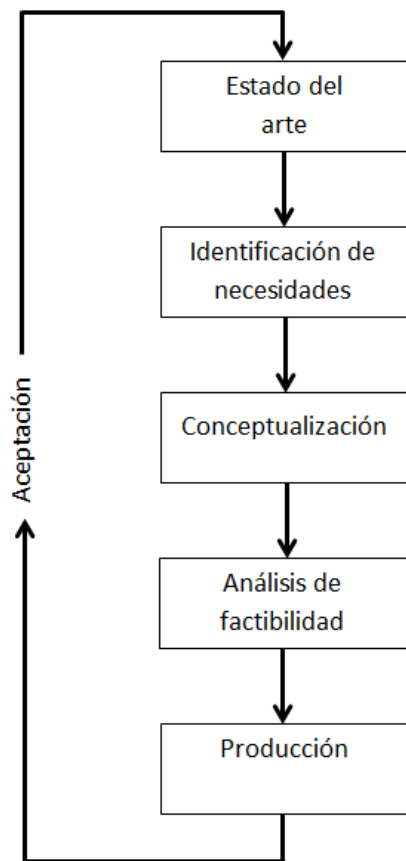 Estado del
arte
Identificación de
necesidades
Conceptualización
Análisis de
factibilidad
Producción
Aceptación